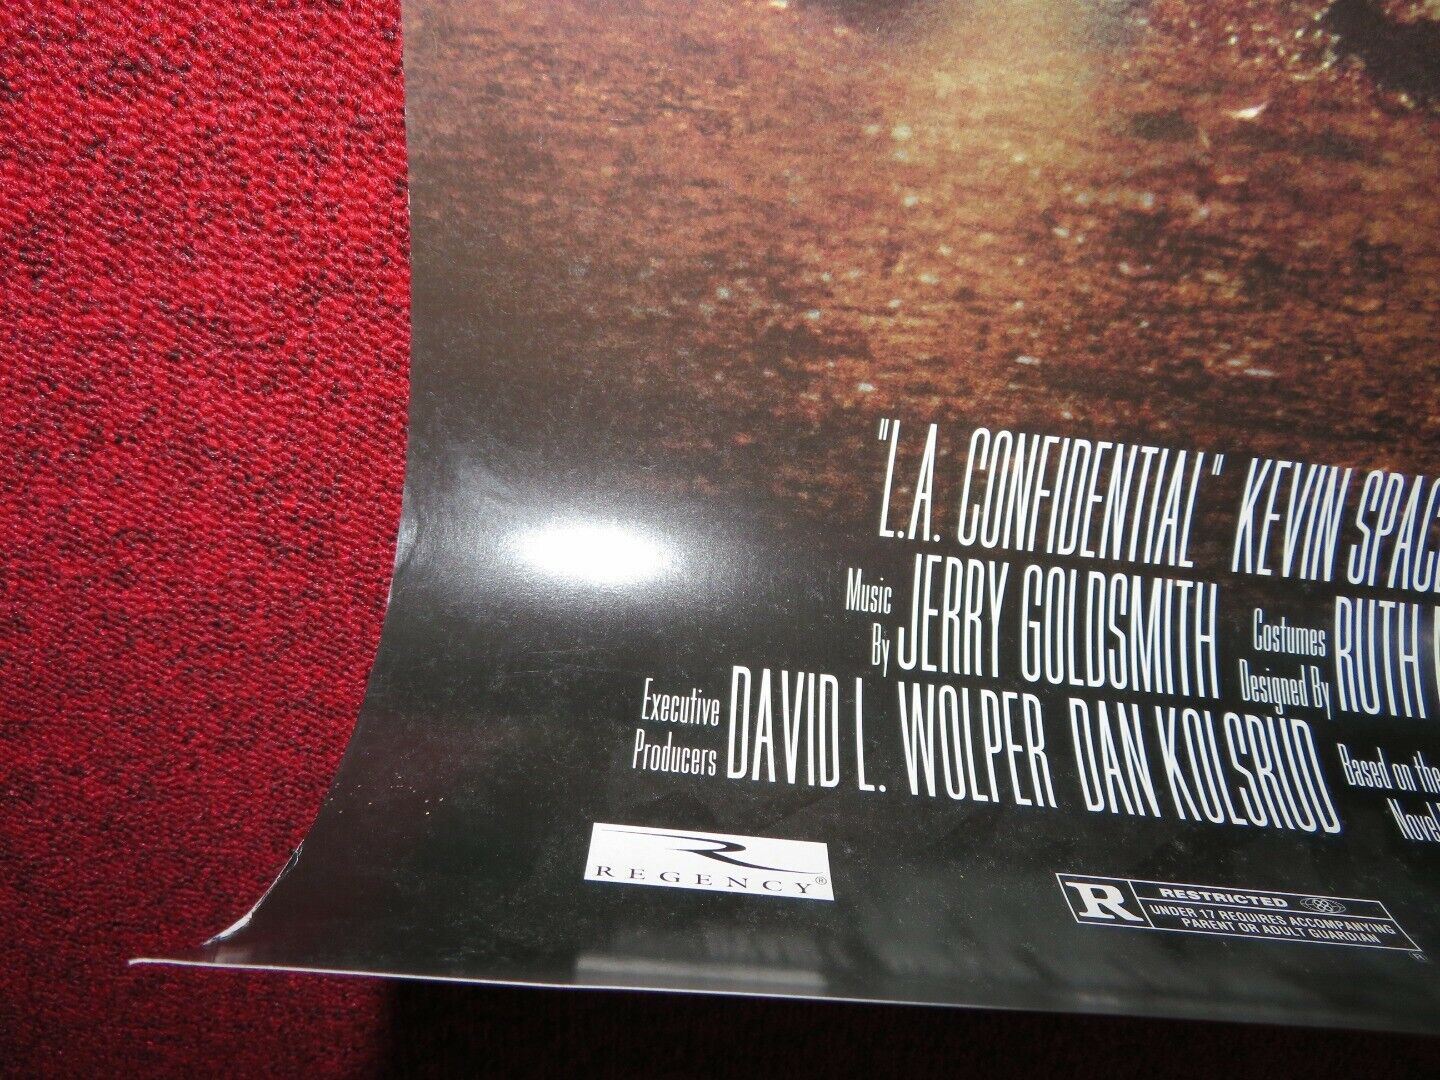 "L.A. CONFIDENTIAL" KEVIN
Music
By JERRY GOLDSMITH
Costumes
Designed By RUTH
Executive
Producers DAVID L. WOLPER DAN KOLSRUD
Based on the
Novel
REGENCY®
R RESTRICTED
UNDER 17 REQUIRES ACCOMPANYING
PARENT OR ADULT GUARDIAN
®